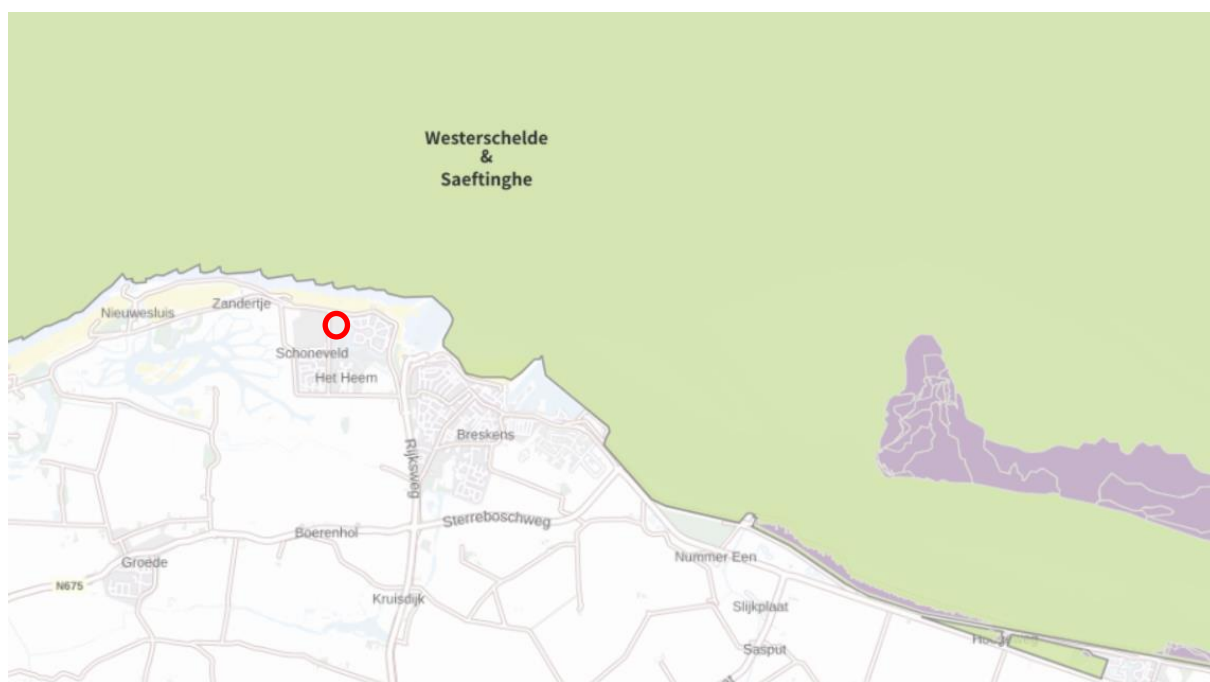 Westerschelde
&
Saeftinghe
Zandertje
Nieuwesluis
Schoneveld
Het Heem
Breskens
Rijksweg
Sterreboschweg
Boerenhol
Nummer Een
Groede
N675
Kruisdijk
Slijkplaat
Sasput